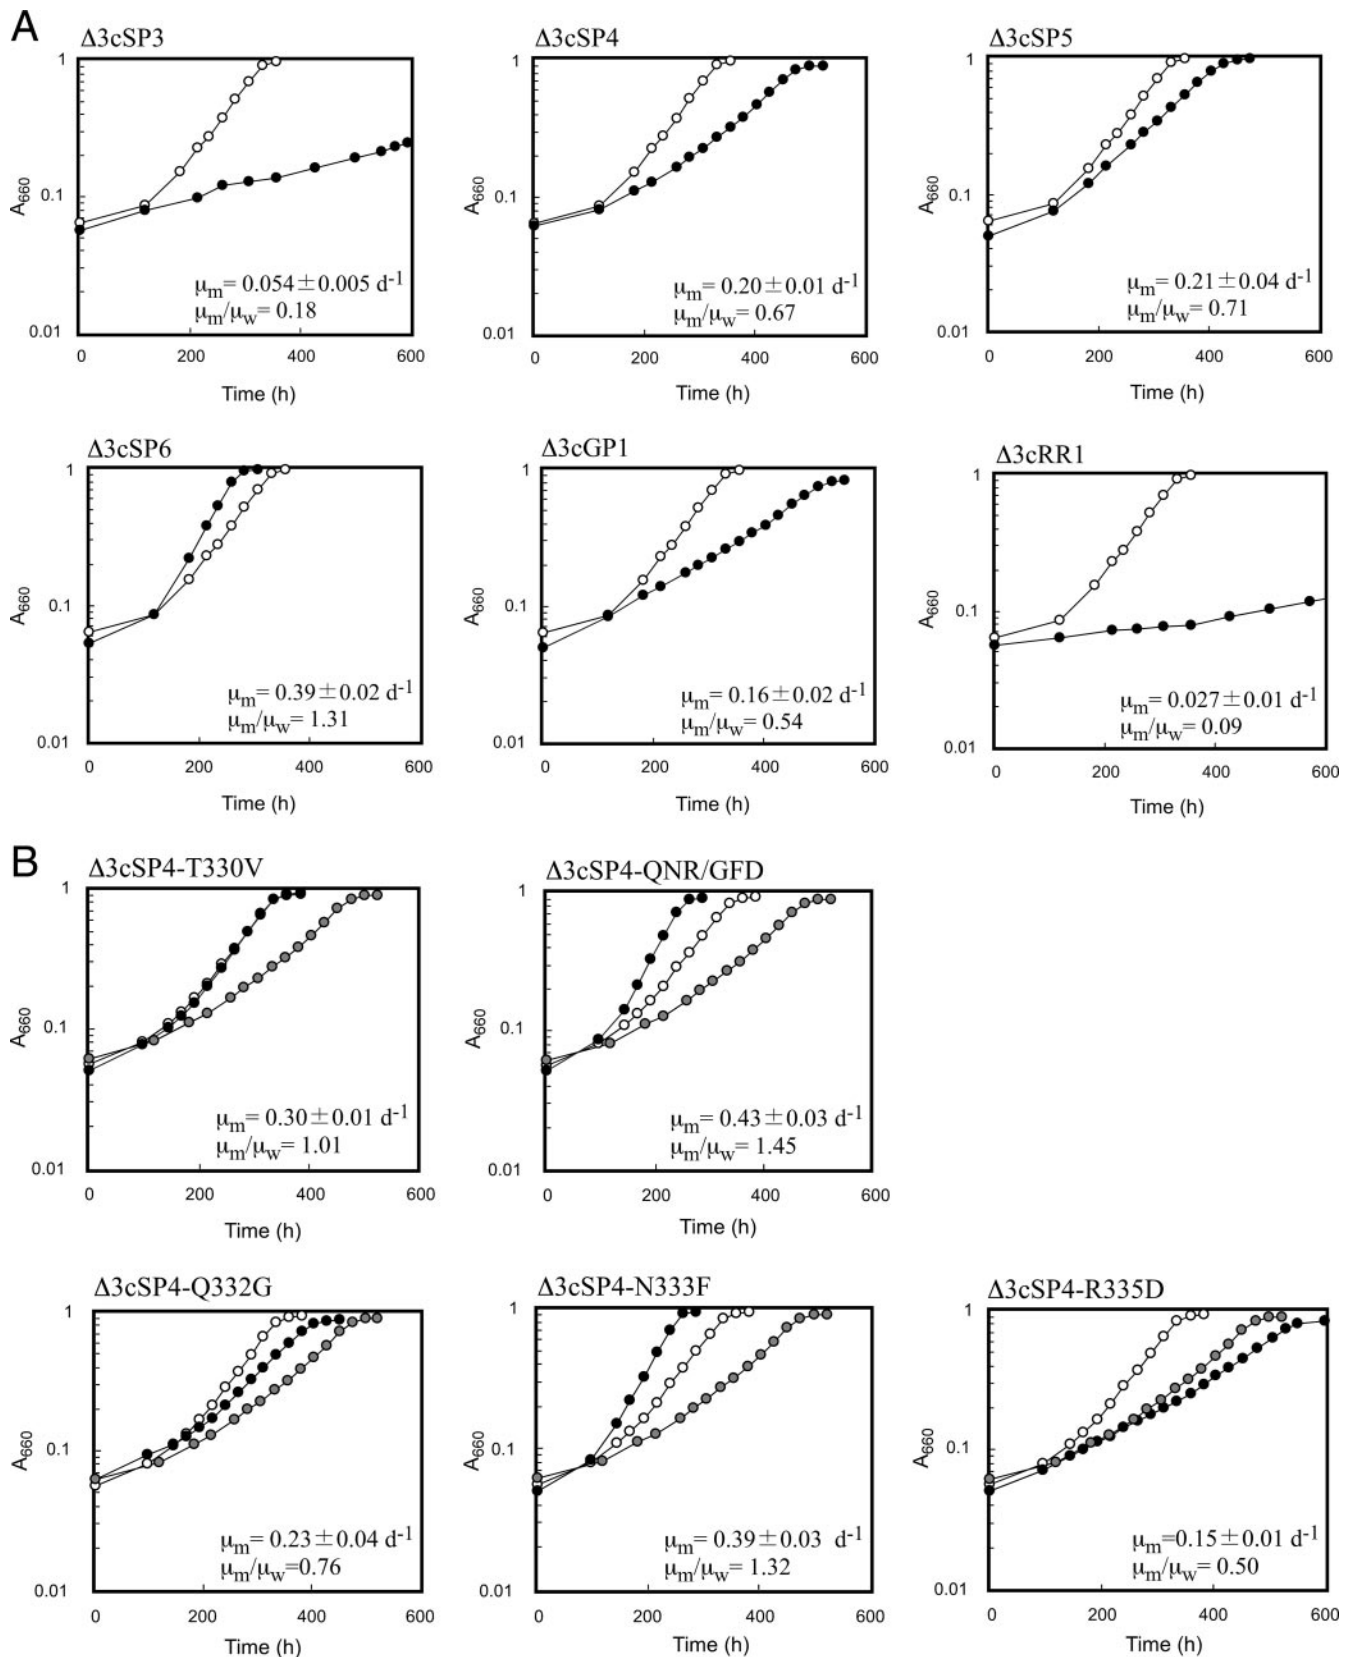 A
Δ3cSP3
1
0.1
0.01
A660
0 200 400 600
Time (h)
μm= 0.054±0.005 d-1
μm/μw= 0.18
Δ3cSP4
1
0.1
0.01
A660
0 200 400 600
Time (h)
μm= 0.20±0.01 d-1
μm/μw= 0.67
Δ3cSP5
1
0.1
0.01
A660
0 200 400 600
Time (h)
μm= 0.21±0.04 d-1
μm/μw= 0.71
Δ3cSP6
1
0.1
0.01
A660
0 200 400 600
Time (h)
μm= 0.39±0.02 d-1
μm/μw= 1.31
Δ3cGP1
1
0.1
0.01
A660
0 200 400 600
Time (h)
μm= 0.16±0.02 d-1
μm/μw= 0.54
Δ3cRR1
1
0.1
0.01
A660
0 200 400 600
Time (h)
μm= 0.027±0.01 d-1
μm/μw= 0.09
B
Δ3cSP4-T330V
1
0.1
0.01
A660
0 200 400 600
Time (h)
μm= 0.30±0.01 d-1
μm/μw= 1.01
Δ3cSP4-QNR/GFD
1
0.1
0.01
A660
0 200 400 600
Time (h)
μm= 0.43±0.03 d-1
μm/μw= 1.45
Δ3cSP4-Q332G
1
0.1
0.01
A660
0 200 400 600
Time (h)
μm= 0.23±0.04 d-1
μm/μw=0.76
Δ3cSP4-N333F
1
0.1
0.01
A660
0 200 400 600
Time (h)
μm= 0.39±0.03 d-1
μm/μw= 1.32
Δ3cSP4-R335D
1
0.1
0.01
A660
0 200 400 600
Time (h)
μm=0.15±0.01 d-1
μm/μw= 0.50